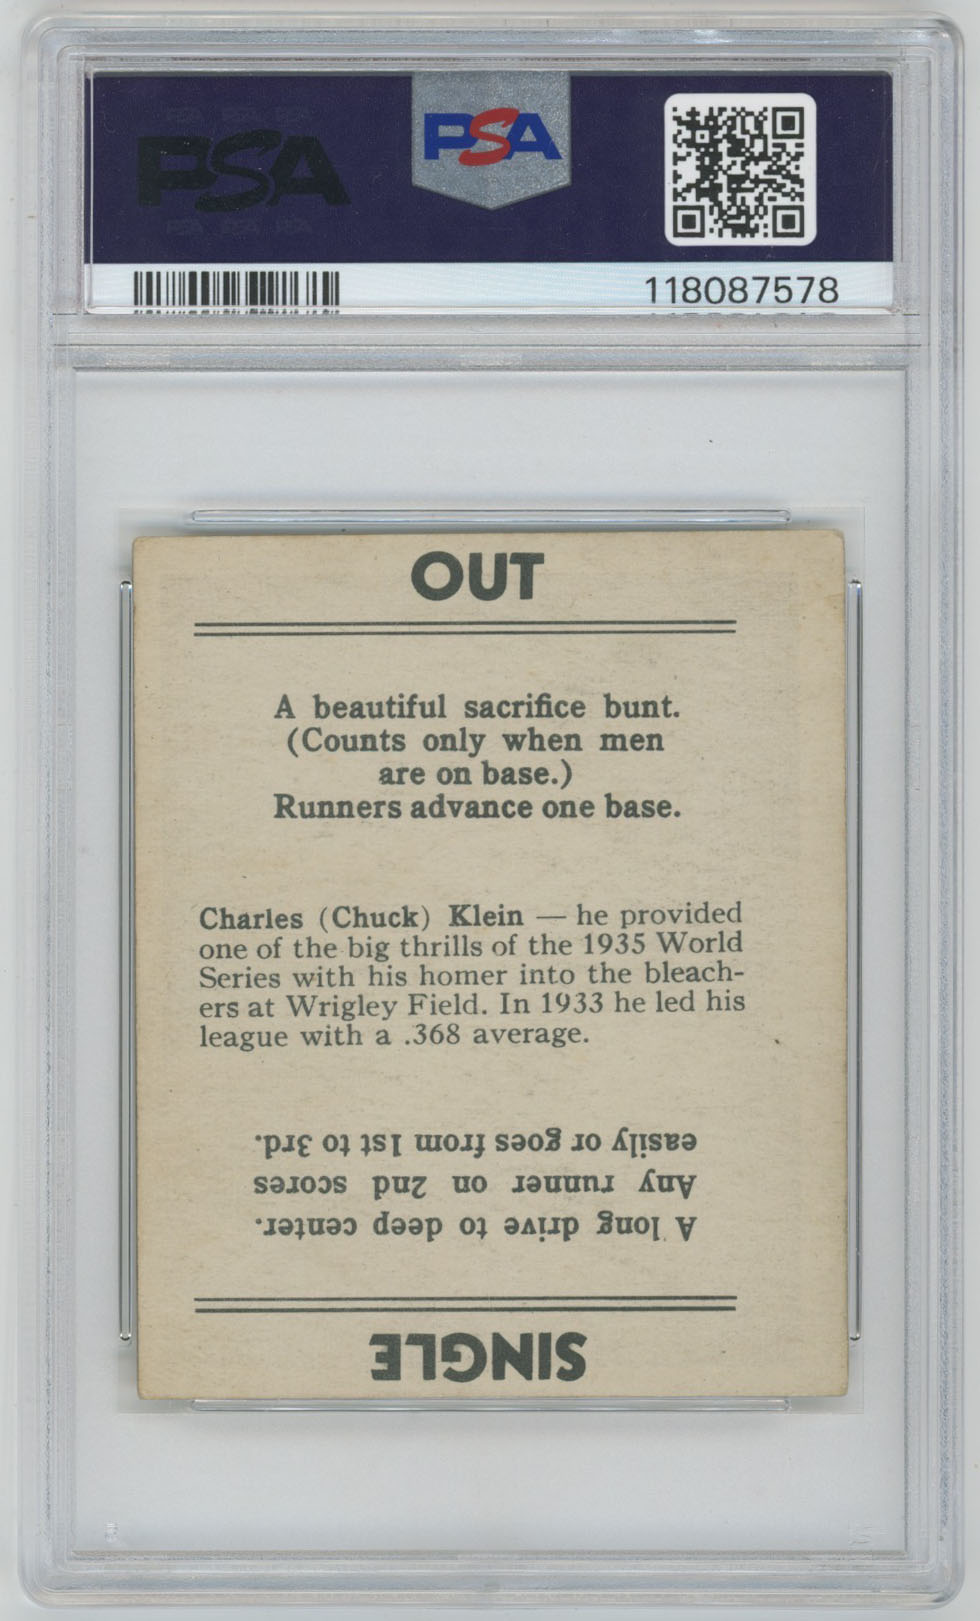 PSA
PSA
118087578
OUT
A beautiful sacrifice bunt.
(Counts only when men
are on base.)
Runners advance one base.
Charles (Chuck) Klein — he provided
one of the big thrills of the 1935 World
Series with his homer into the bleach-
ers at Wrigley Field. In 1933 he led his
league with a .368 average.
SINGLE
A long drive to deep center.
Any runner on 2nd scores
easily or goes from 1st to 3rd.